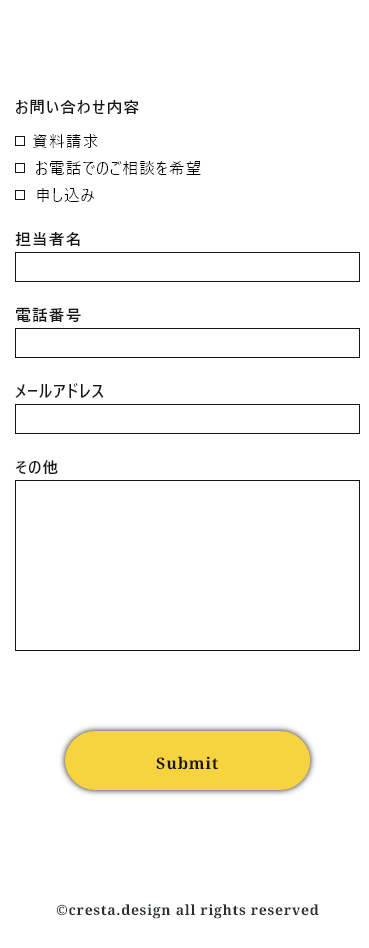 お問い合わせ内容
資料請求
お電話でのご相談を希望
申し込み
担当者名
電話番号
メールアドレス
その他
Submit
©cresta.design all rights reserved